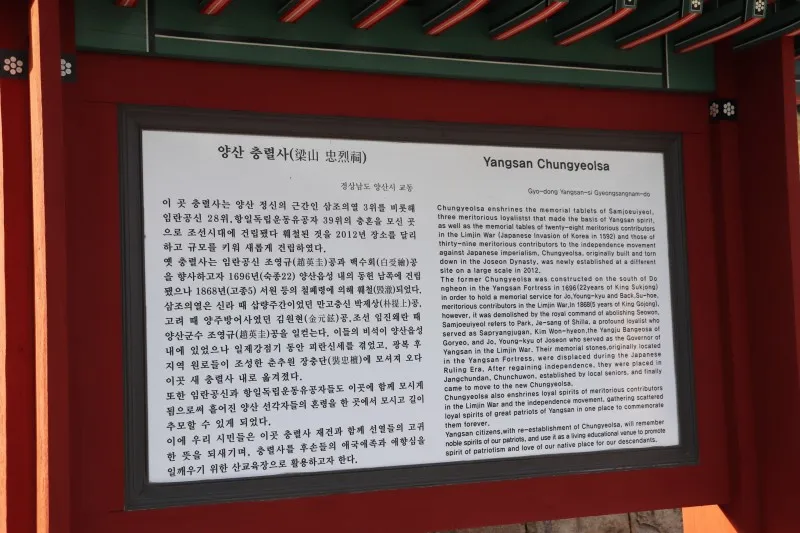 양산 충렬사(梁山 忠烈祠)
경상남도 양산시 교동
이 곳 충렬사는 양산 정신의 근간인 삼조의열 3위를 비롯해
임란공신 28위, 항일독립운동유공자 39위의 충혼을 모신 곳
으로 조선시대에 건립됐다 훼철된 것을 2012년 장소를 달리
하고 규모를 키워 새롭게 건립하였다.
옛 충렬사는 임란공신 조영규(趙英圭)공과 백수회(白受繪)공
을 향사하고자 1696년(숙종22) 양산읍성 내의 동헌 남쪽에 건립
됐으나 1868년(고종5) 서원 등의 철폐령에 의해 훼철(毁撤)되었다.
삼조의열은 신라 때 삽량주간이었던 만고충신 박제상(朴提上)공,
고려 때 양주방어사였던 김원현(金元鉉)공, 조선 임진왜란 때
양산군수 조영규(趙英圭)공을 일컫는다. 이들의 비석이 양산읍성
내에 있었으나 일제강점기 동안 피란신세를 겪었고, 광복 후
지역 원로들이 조성한 춘추원 장충단(奬忠壇)에 모셔져 오다
이곳 새 충렬사 내로 옮겨졌다.
또한 임란공신과 항일독립운동유공자들도 이곳에 함께 모시게
됨으로써 흩어진 양산 선각자들의 혼령을 한 곳에서 모시고 길이
추모할 수 있게 되었다.
이에 우리 시민들은 이곳 충렬사 재건과 함께 선열들의 고귀
한 뜻을 되새기며, 충렬사를 후손들의 애국애족과 애향심을
일깨우기 위한 산교육장으로 활용하고자 한다.
Yangsan Chungyeolsa
Gyo-dong Yangsan-si Gyeongsangnam-do
Chungyeolsa enshrines the memorial tablets of Samjoeuiyel,
three meritorious loyalistst that made the basis of Yangsan spirit,
as well as the memorial tables of twenty-eight meritorious contributors
in the Limjin War (Japanese Invasion of Korea in 1592) and those of
thirty-nine meritorious contributors to the independence movement
against Japanese imperialism, Chungyeolsa, originally built and torn
down in the Joseon Dynasty, was newly established at a different
site on a large scale in 2012.
The former Chungyeolsa was constructed on the south of Do
ngheon in the Yangsan Fortress in 1696(22years of King Sukjong)
in order to hold a memorial service for Jo,Young-kyu and Back,Su-hoe,
meritorious contributors in the Limjin War,In 1868(5 years of King Gojong),
however, it was demolished by the royal command of abolishing Seowon,
Samjoeuiyel refers to Park, Je-sang of Shilla, a profound loyalist who
served as Sapryangjugan, Kim Won-hyeon,the Yangju Bangeosa of
Goryeo, and Jo, Young-kyu of Joseon who served as the Governor of
Yangsan in the Limjin War. Their memorial stones,originally located
in the Yangsan Fortress, were displaced during the Japanese
Ruling Era, After regaining independence, they were placed in
Jangchundan, Chunchuwon, established by local seniors, and finally
came to move to the new Chungyeolsa.
Chungyeolsa also enshrines loyal spirits of meritorious contributors
in the Limjin War and the independence movement, gathering scattered
loyal spirits of great patriots of Yangsan in one place to commemorate
them forever.
Yangsan citizens,with re-establishment of Chungyeolsa, will remember
noble spirits of our patriots, and use it as a living educational venue to promote
spirit of patriotism and love of our native place for our descendants.